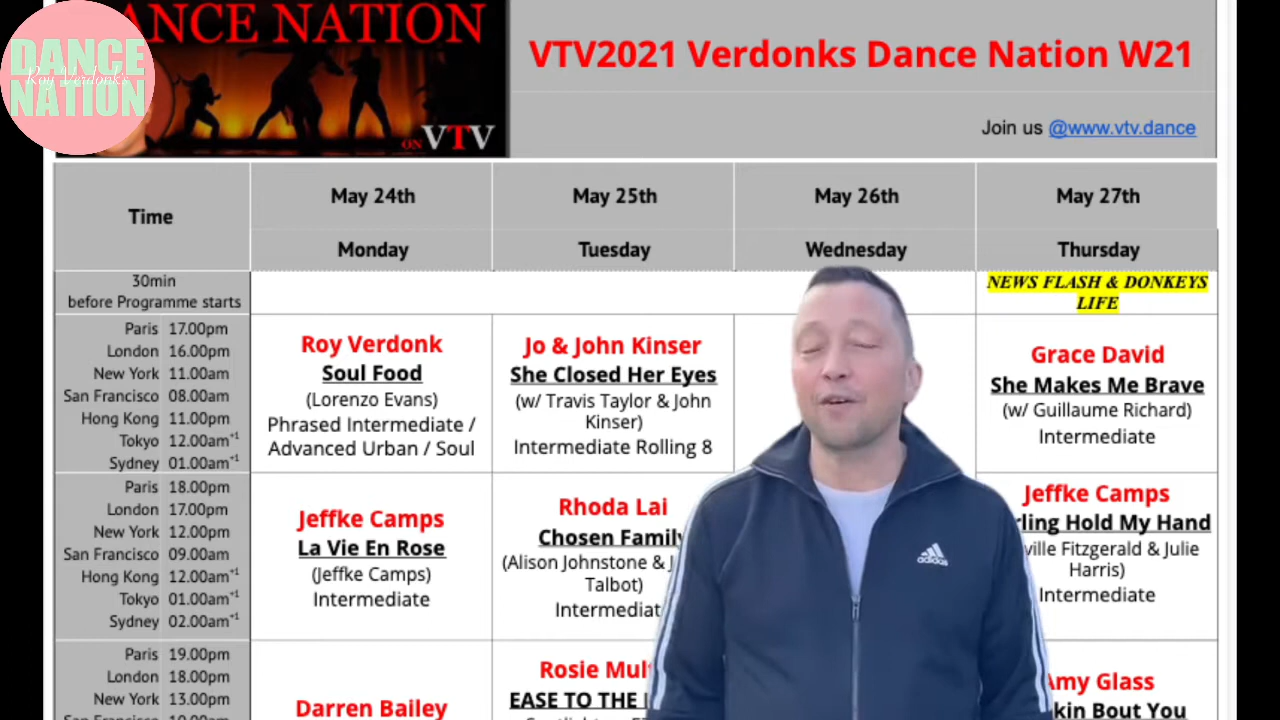 DANCE
Roy Verdonk's
NATION
DANCE NATION
ON VTV
VTV2021 Verdonks Dance Nation W21
Join us @www.vtv.dance
Time
May 24th
May 25th
May 26th
May 27th
Monday
Tuesday
Wednesday
Thursday
30min
before Programme starts
NEWS FLASH & DONKEYS
LIFE
Paris 17.00pm
London 16.00pm
New York 11.00am
San Francisco 08.00am
Hong Kong 11.00pm
Tokyo 12.00am+1
Sydney 01.00am+1
Roy Verdonk
Soul Food
(Lorenzo Evans)
Phrased Intermediate /
Advanced Urban / Soul
Jo & John Kinser
She Closed Her Eyes
(w/ Travis Taylor & John
Kinser)
Intermediate Rolling 8
Grace David
She Makes Me Brave
(w/ Guillaume Richard)
Intermediate
Paris 18.00pm
London 17.00pm
New York 12.00pm
San Francisco 09.00am
Hong Kong 12.00am+1
Tokyo 01.00am+1
Sydney 02.00am+1
Jeffke Camps
La Vie En Rose
(Jeffke Camps)
Intermediate
Rhoda Lai
Chosen Family
(Alison Johnstone &
Talbot)
Intermediat
Jeffke Camps
rling Hold My Hand
ville Fitzgerald & Julie
Harris)
Intermediate
adidas
Paris 19.00pm
London 18.00pm
New York 13.00pm
Darren Bailey
Rosie Mul
EASE TO THE
Amy Glass
kin Bout You